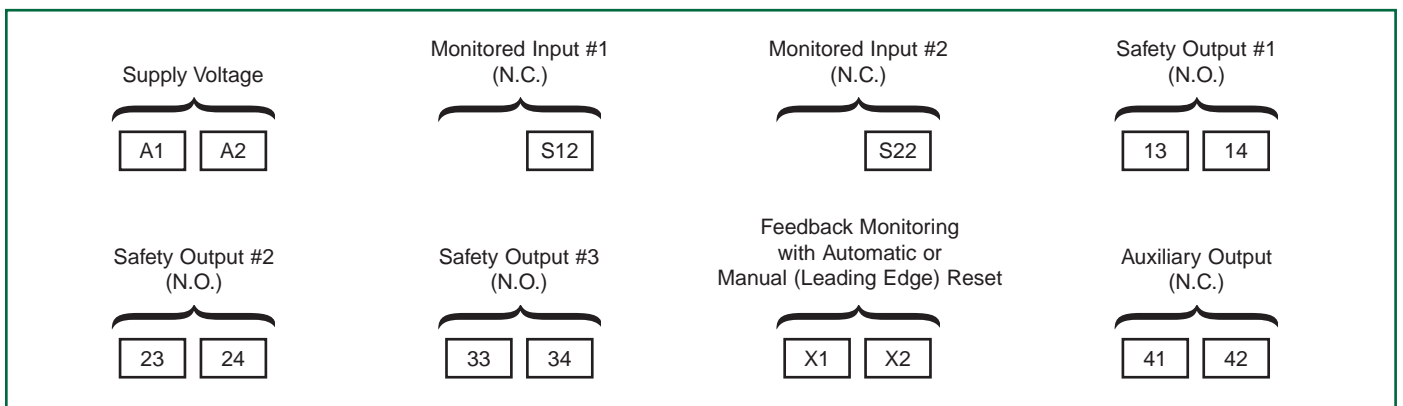 Supply Voltage
A1 A2
Monitored Input #1
(N.C.)
S12
Monitored Input #2
(N.C.)
S22
Safety Output #1
(N.O.)
13 14
Safety Output #2
(N.O.)
23 24
Safety Output #3
(N.O.)
33 34
Feedback Monitoring
with Automatic or
Manual (Leading Edge) Reset
X1 X2
Auxiliary Output
(N.C.)
41 42